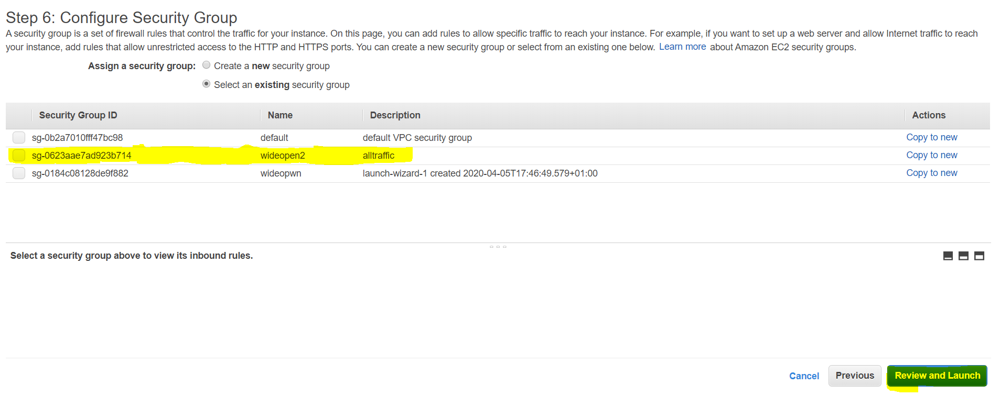 Step 6: Configure Security Group
A security group is a set of firewall rules that control the traffic for your instance. On this page, you can add rules to allow specific traffic to reach your instance. For example, if you want to set up a web server and allow Internet traffic to reach
your instance, add rules that allow unrestricted access to the HTTP and HTTPS ports. You can create a new security group or select from an existing one below. Learn more about Amazon EC2 security groups.
Assign a security group: Create a new security group
Select an existing security group
Security Group ID Name Description Actions
sg-0b2a7010fff47bc98 default default VPC security group Copy to new
sg-0623aae7ad923b714 wideopen2 alltraffic Copy to new
sg-0184c08128de9f882 wideopwn launch-wizard-1 created 2020-04-05T17:46:49.579+01:00 Copy to new
Select a security group above to view its inbound rules.
Cancel Previous Review and Launch